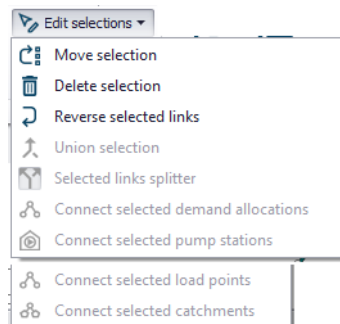 Edit selections
Move selection
Delete selection
Reverse selected links
Union selection
Selected links splitter
Connect selected demand allocations
Connect selected pump stations
Connect selected load points
Connect selected catchments